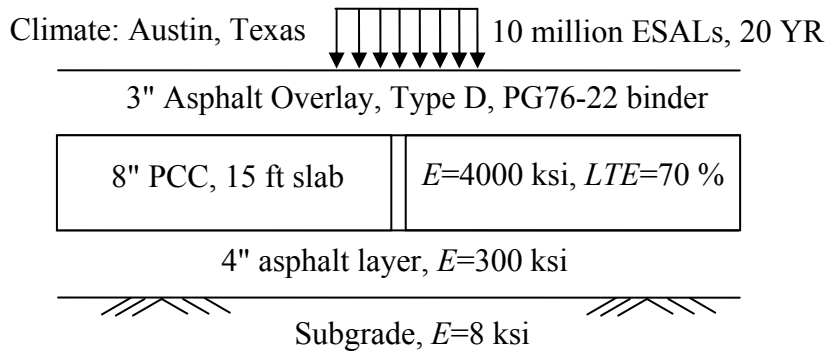 Climate: Austin, Texas
10 million ESALs, 20 YR
3" Asphalt Overlay, Type D, PG76-22 binder
8" PCC, 15 ft slab
E=4000 ksi, LTE=70 %
4" asphalt layer, E=300 ksi
Subgrade, E=8 ksi